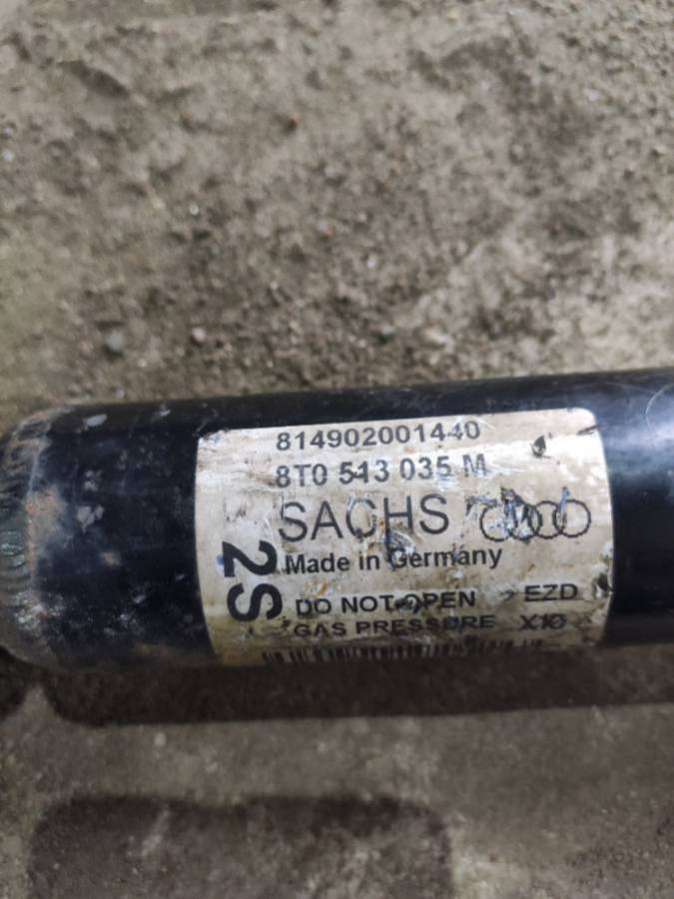 814902001440
8T0 513 035 M
SACHS
Made in Germany
2S
DO NOT OPEN EZD
GAS PRESSURE X10